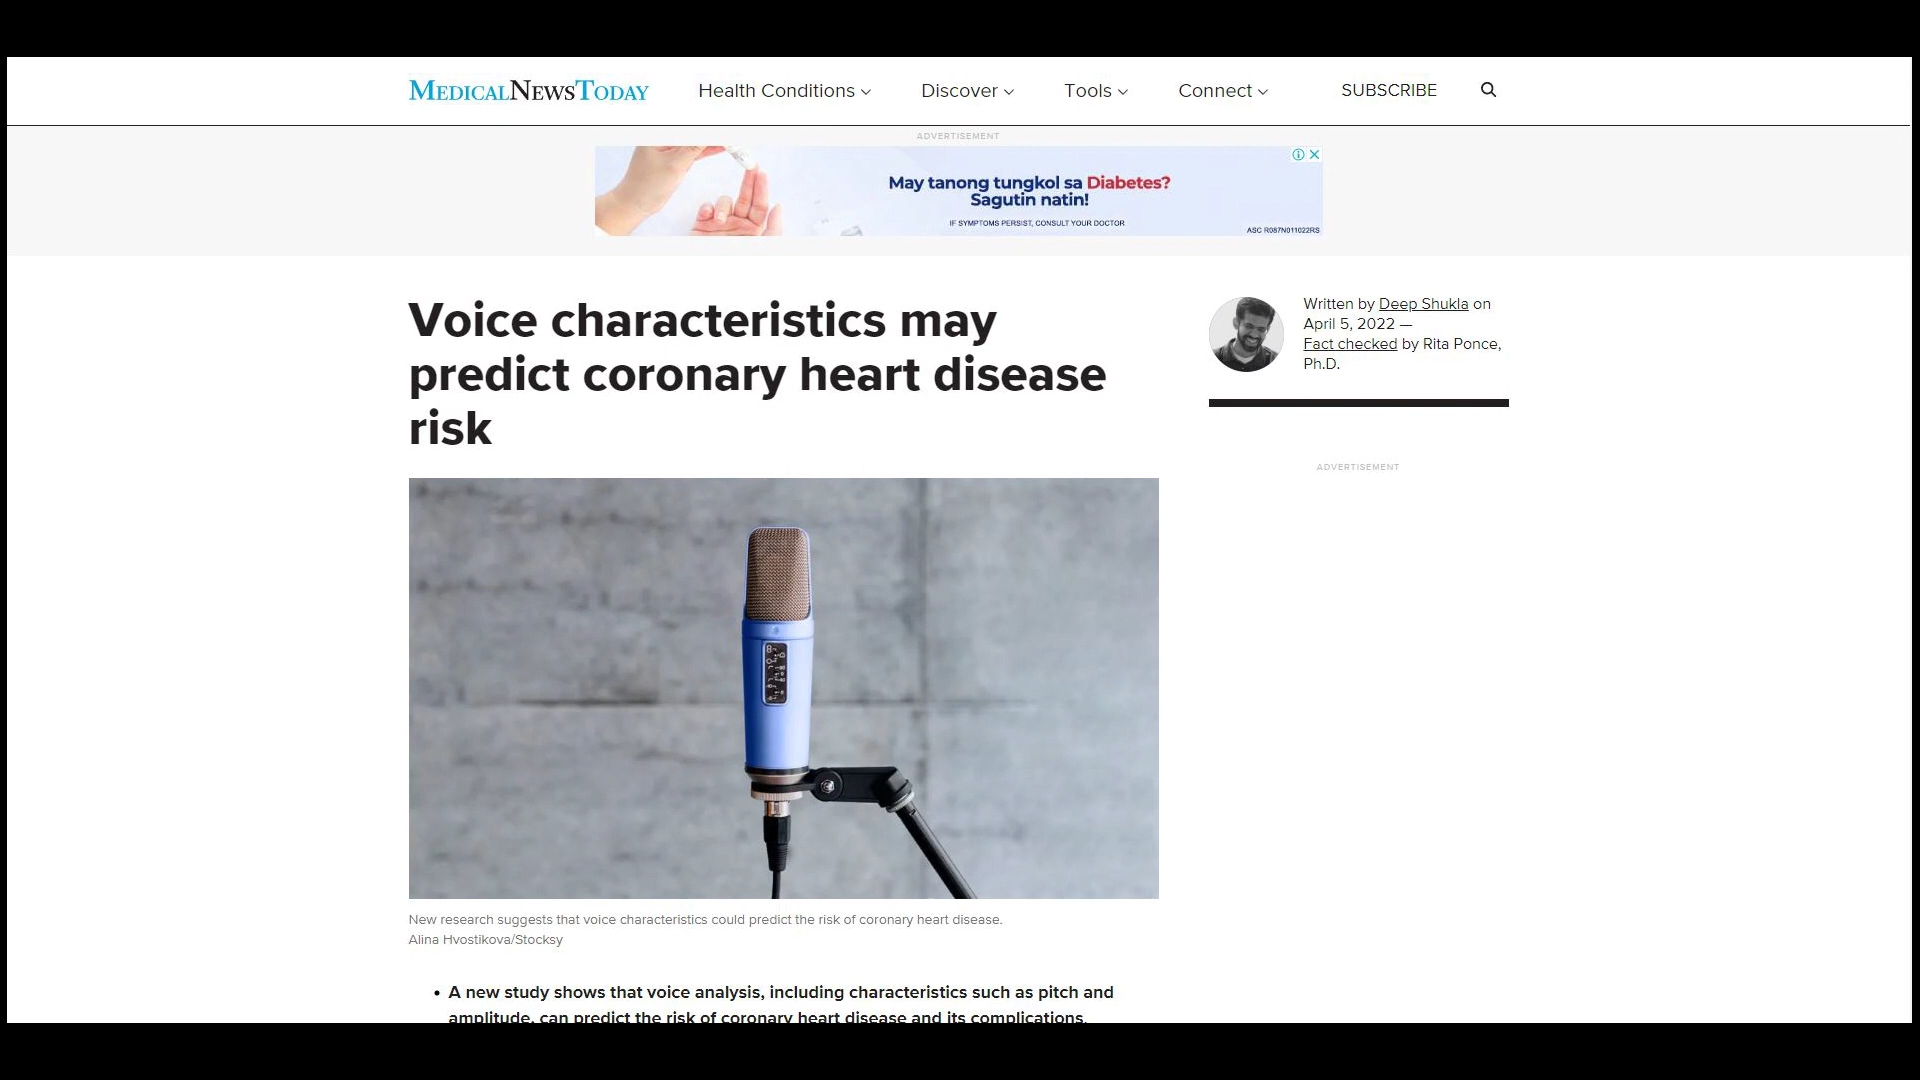 MEDICALNEWSTODAY
Health Conditions
Discover
Tools
Connect
SUBSCRIBE
ADVERTISEMENT
May tanong tungkol sa Diabetes?
Sagutin natin!
IF SYMPTOMS PERSIST, CONSULT YOUR DOCTOR
ASC R087N011022RS
Voice characteristics may
predict coronary heart disease
risk
Written by Deep Shukla on
April 5, 2022 —
Fact checked by Rita Ponce,
Ph.D.
ADVERTISEMENT
New research suggests that voice characteristics could predict the risk of coronary heart disease.
Alina Hvostikova/Stocksy
• A new study shows that voice analysis, including characteristics such as pitch and
amplitude, can predict the risk of coronary heart disease and its complications.